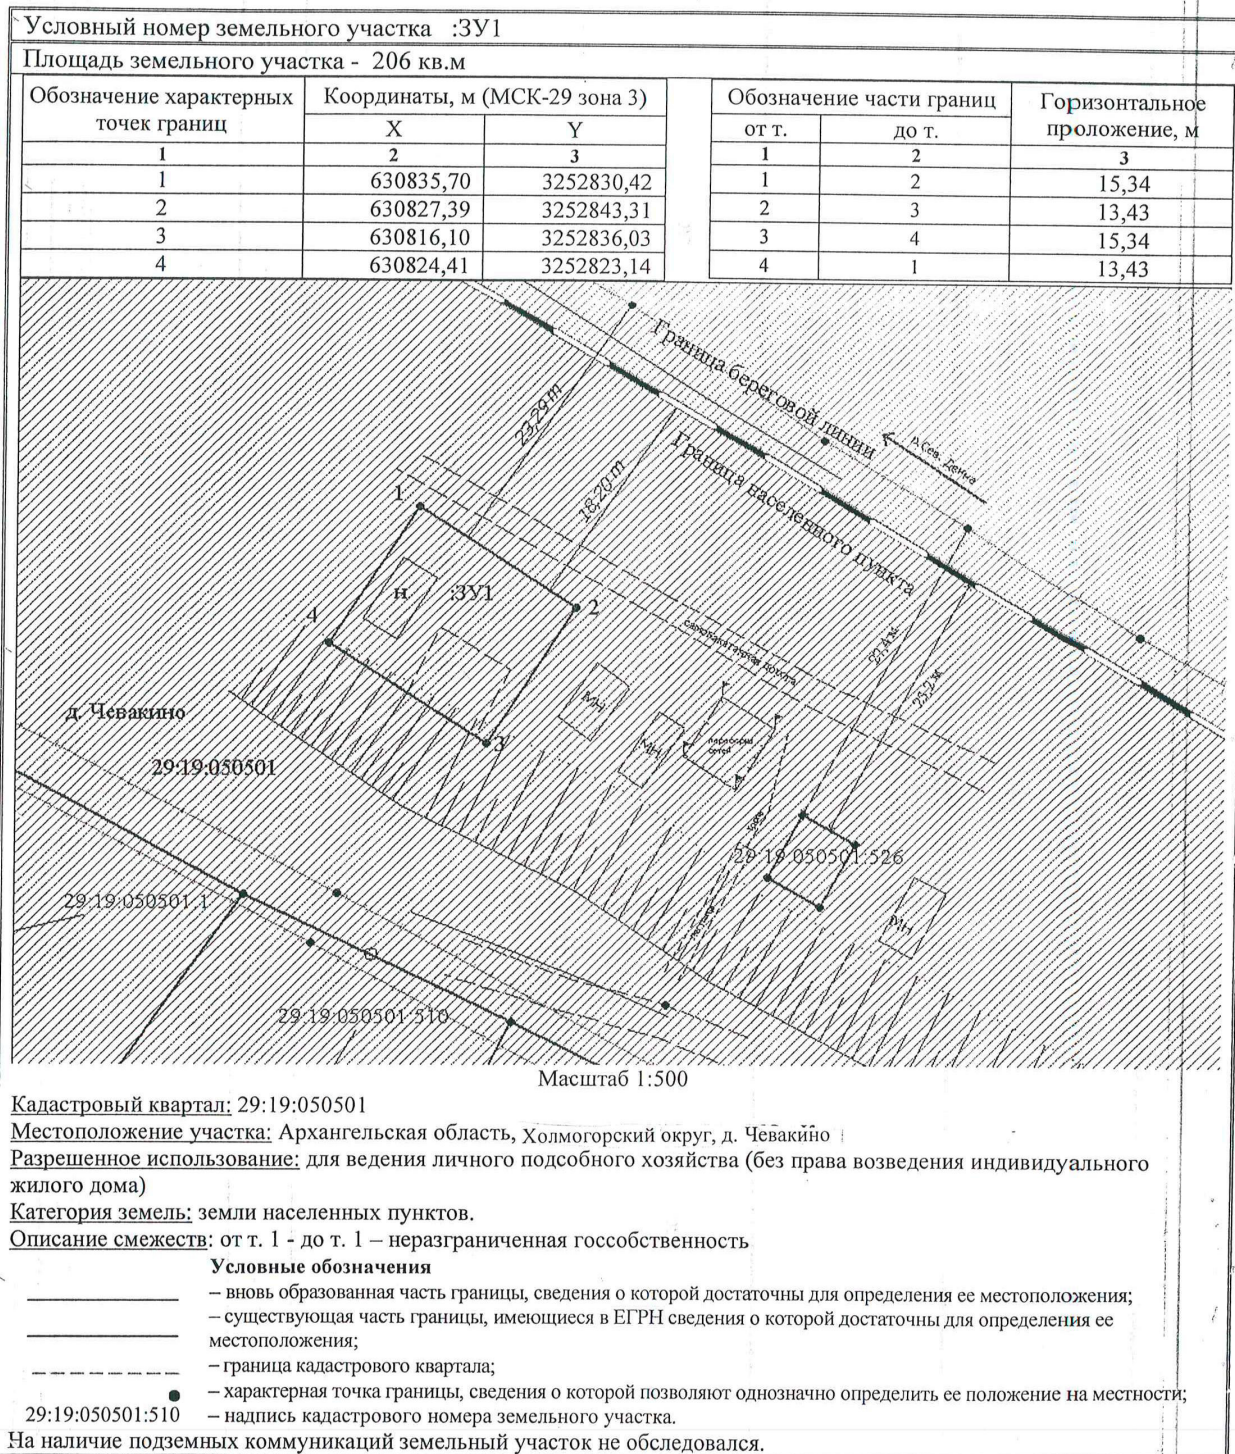 Условный номер земельного участка :ЗУ1
Площадь земельного участка - 206 кв.м
Обозначение характерных точек границ Координаты, м (МСК-29 зона 3)
X Y
1 2 3
1 630835,70 3252830,42
2 630827,39 3252843,31
3 630816,10 3252836,03
4 630824,41 3252823,14
Обозначение части границ Горизонтальное проложение, м
от т. до т.
1 2 3
1 2 15,34
2 3 13,43
3 4 15,34
4 1 13,43
Граница береговой линии
р.Сев. Двина
23,29 m
Граница населенного пункта
18,20 m
1
Н :ЗУ1
2
4
21,4 м
25,2 м
МН
д. Чевакино
3
МН
29:19:050501
29:19:050501:526
29:19:050501:1
МН
29:19:050501:510
Масштаб 1:500
Кадастровый квартал: 29:19:050501
Местоположение участка: Архангельская область, Холмогорский округ, д. Чевакино
Разрешенное использование: для ведения личного подсобного хозяйства (без права возведения индивидуального
жилого дома)
Категория земель: земли населенных пунктов.
Описание смежеств: от т. 1 - до т. 1 – неразграниченная госсобственность
Условные обозначения
– вновь образованная часть границы, сведения о которой достаточны для определения ее местоположения;
– существующая часть границы, имеющиеся в ЕГРН сведения о которой достаточны для определения ее
местоположения;
– граница кадастрового квартала;
– характерная точка границы, сведения о которой позволяют однозначно определить ее положение на местности;
29:19:050501:510 – надпись кадастрового номера земельного участка.
На наличие подземных коммуникаций земельный участок не обследовался.